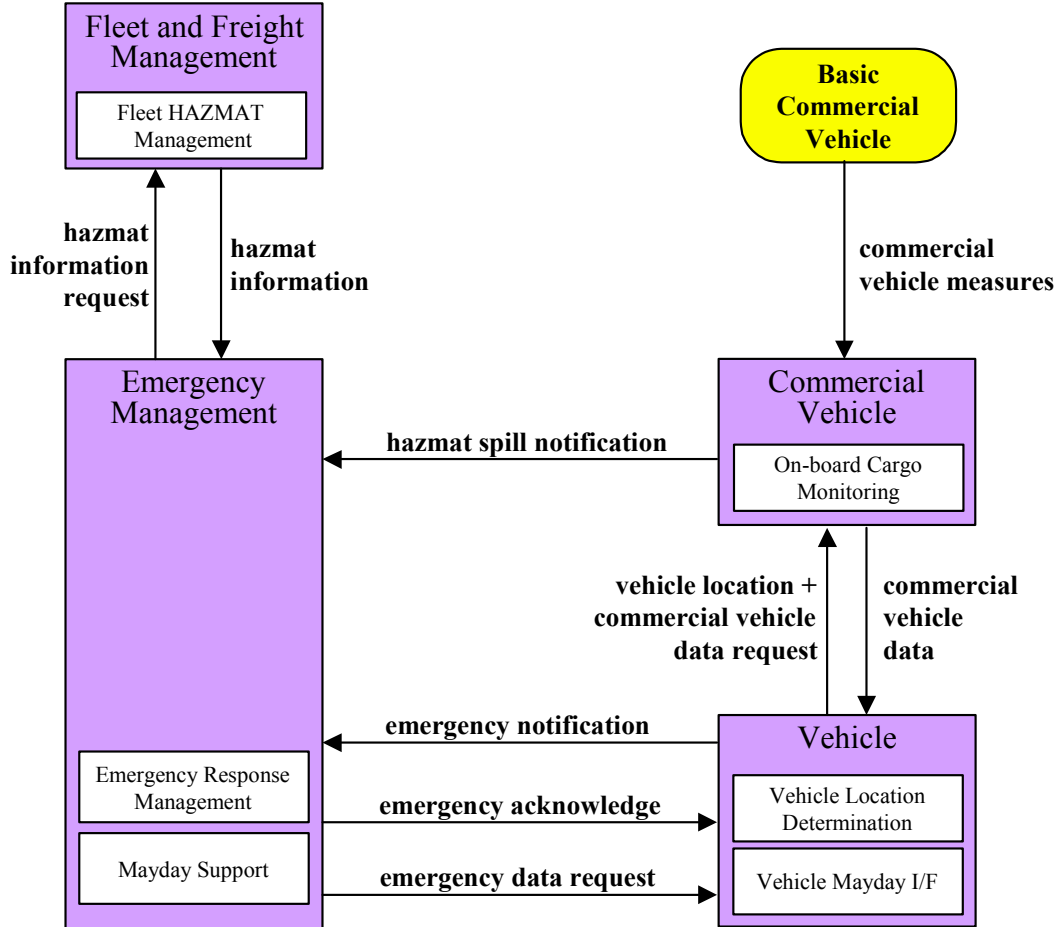 Fleet and Freight
Management
Fleet HAZMAT
Management
Basic
Commercial
Vehicle
hazmat
information
request
hazmat
information
commercial
vehicle measures
Emergency
Management
Commercial
Vehicle
hazmat spill notification
On-board Cargo
Monitoring
vehicle location +
commercial vehicle
data request
commercial
vehicle
data
emergency notification
Vehicle
Emergency Response
Management
emergency acknowledge
Vehicle Location
Determination
Mayday Support
emergency data request
Vehicle Mayday I/F